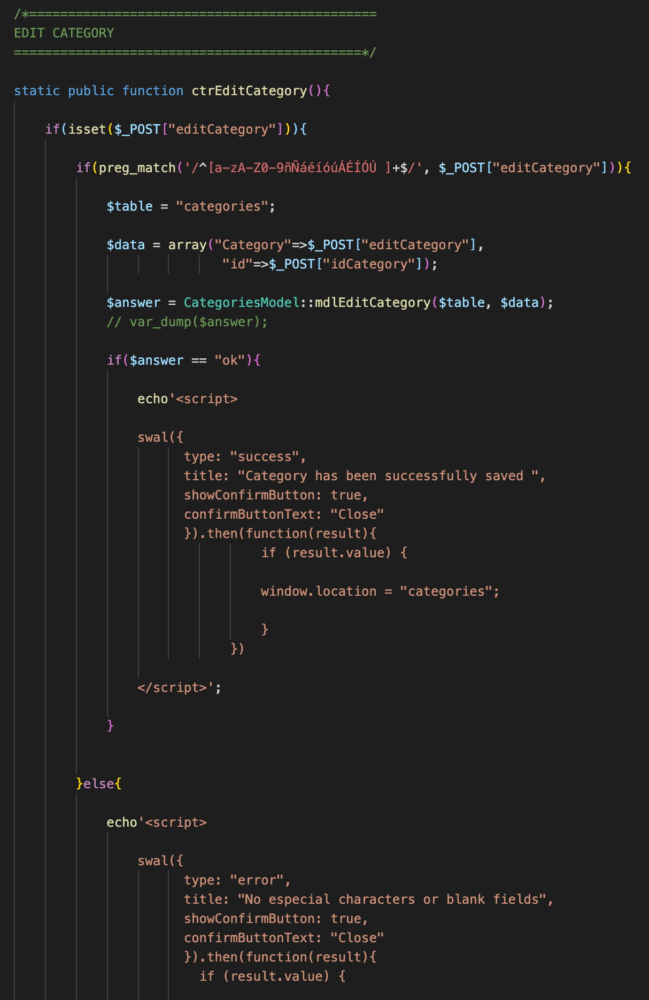 /*=============================================
EDIT CATEGORY
=============================================*/
static public function ctrEditCategory(){
if(isset($_POST["editCategory"])){
if(preg_match('/^[a-zA-Z0-9ñÑáéíóúÁÉÍÓÚ ]+$/', $_POST["editCategory"])){
$table = "categories";
$data = array("Category"=>$_POST["editCategory"],
"id"=>$_POST["idCategory"]);
$answer = CategoriesModel::mdlEditCategory($table, $data);
// var_dump($answer);
if($answer == "ok"){
echo'<script>
swal({
type: "success",
title: "Category has been successfully saved ",
showConfirmButton: true,
confirmButtonText: "Close"
}).then(function(result){
if (result.value) {
window.location = "categories";
}
})
</script>';
}
}else{
echo'<script>
swal({
type: "error",
title: "No especial characters or blank fields",
showConfirmButton: true,
confirmButtonText: "Close"
}).then(function(result){
if (result.value) {